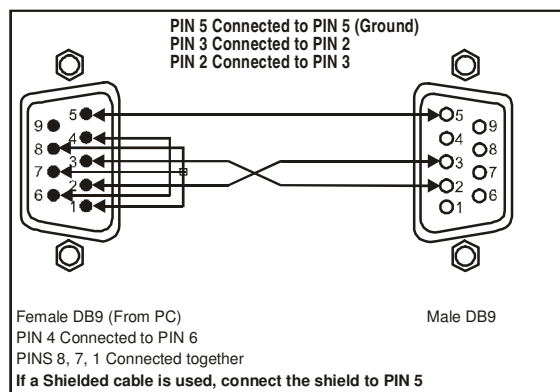 PIN 5 Connected to PIN 5 (Ground)
PIN 3 Connected to PIN 2
PIN 2 Connected to PIN 3
5
9
4
8
3
7
2
6
1
5
9
4
8
3
7
2
6
1
Female DB9 (From PC)
Male DB9
PIN 4 Connected to PIN 6
PINS 8, 7, 1 Connected together
If a Shielded cable is used, connect the shield to PIN 5